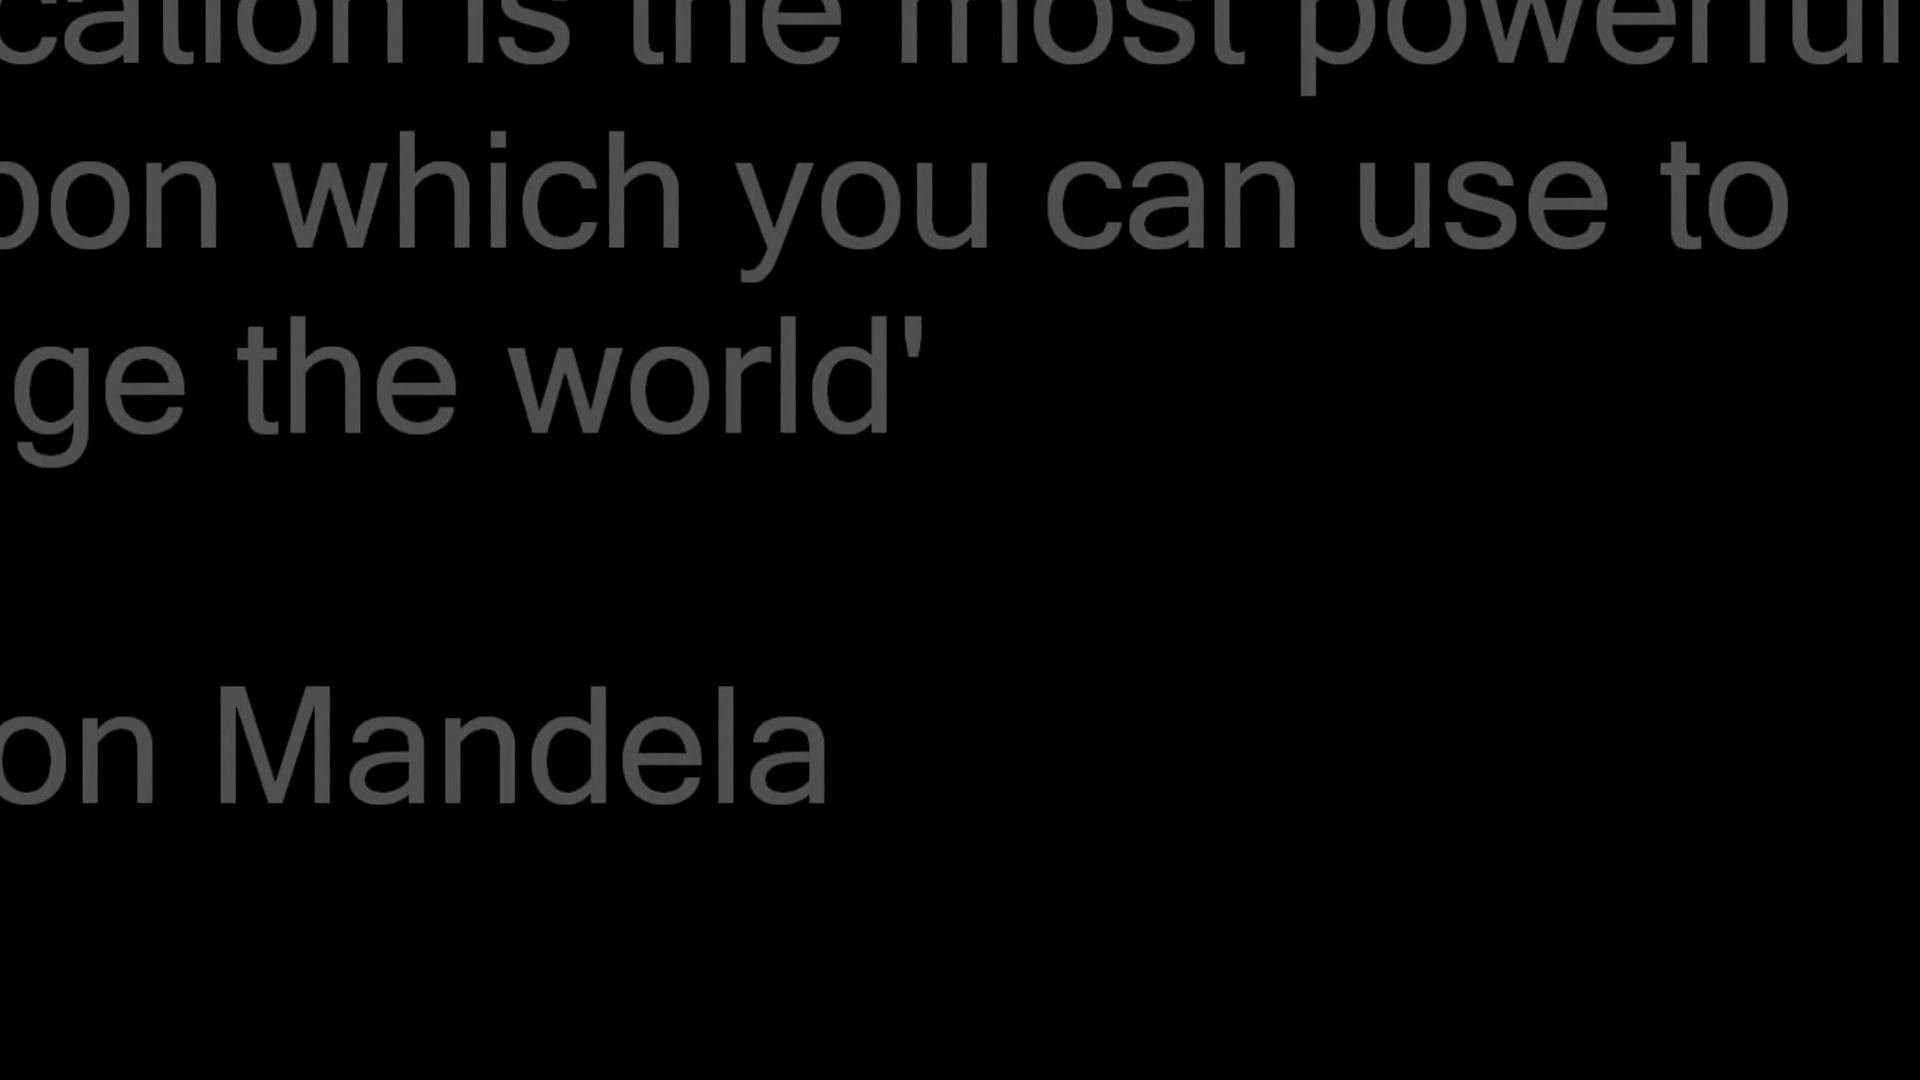 cation is the most powerful
pon which you can use to
ge the world'
on Mandela